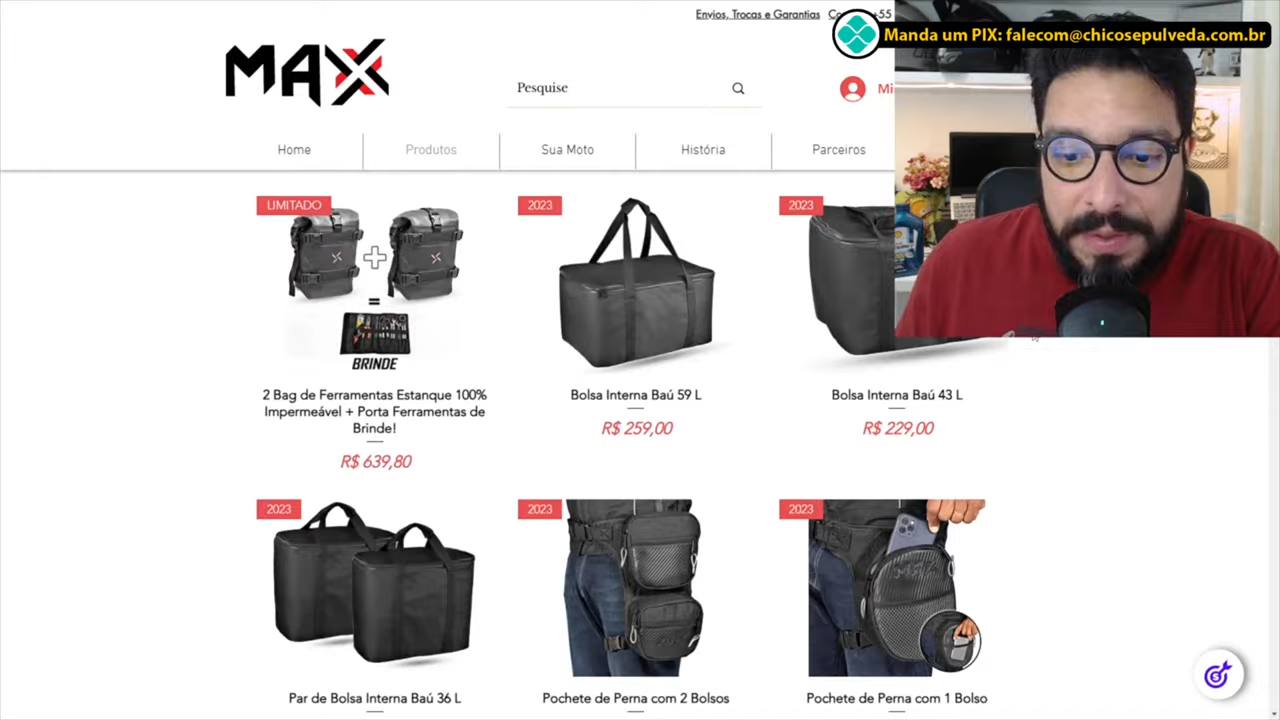 Envios, Trocas e Garantias
+55
Manda um PIX: falecom@chicosepulveda.com.br
MAX
Pesquise
Mi
Home
Produtos
Sua Moto
História
Parceiros
LIMITADO
2023
2023
BRINDE
2 Bag de Ferramentas Estanque 100%
Impermeável + Porta Ferramentas de
Brinde!
R$ 639,80
Bolsa Interna Baú 59 L
R$ 259,00
Bolsa Interna Baú 43 L
R$ 229,00
2023
2023
2023
Par de Bolsa Interna Baú 36 L
Pochete de Perna com 2 Bolsos
Pochete de Perna com 1 Bolso